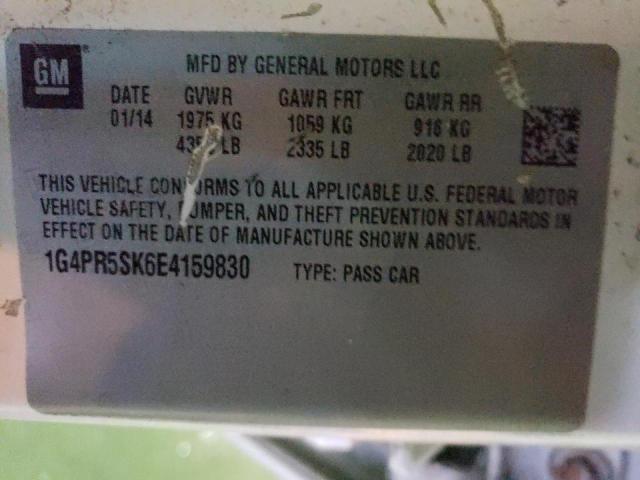 GM
MFD BY GENERAL MOTORS LLC
DATE GVWR GAWR FRT GAWR RR
01/14 1975 KG 1059 KG 916 KG
LB 2335 LB 2020 LB
THIS VEHICLE CONFORMS TO ALL APPLICABLE U.S. FEDERAL MOTOR
VEHICLE SAFETY, BUMPER, AND THEFT PREVENTION STANDARDS IN
EFFECT ON THE DATE OF MANUFACTURE SHOWN ABOVE.
1G4PR5SK6E4159830 TYPE: PASS CAR